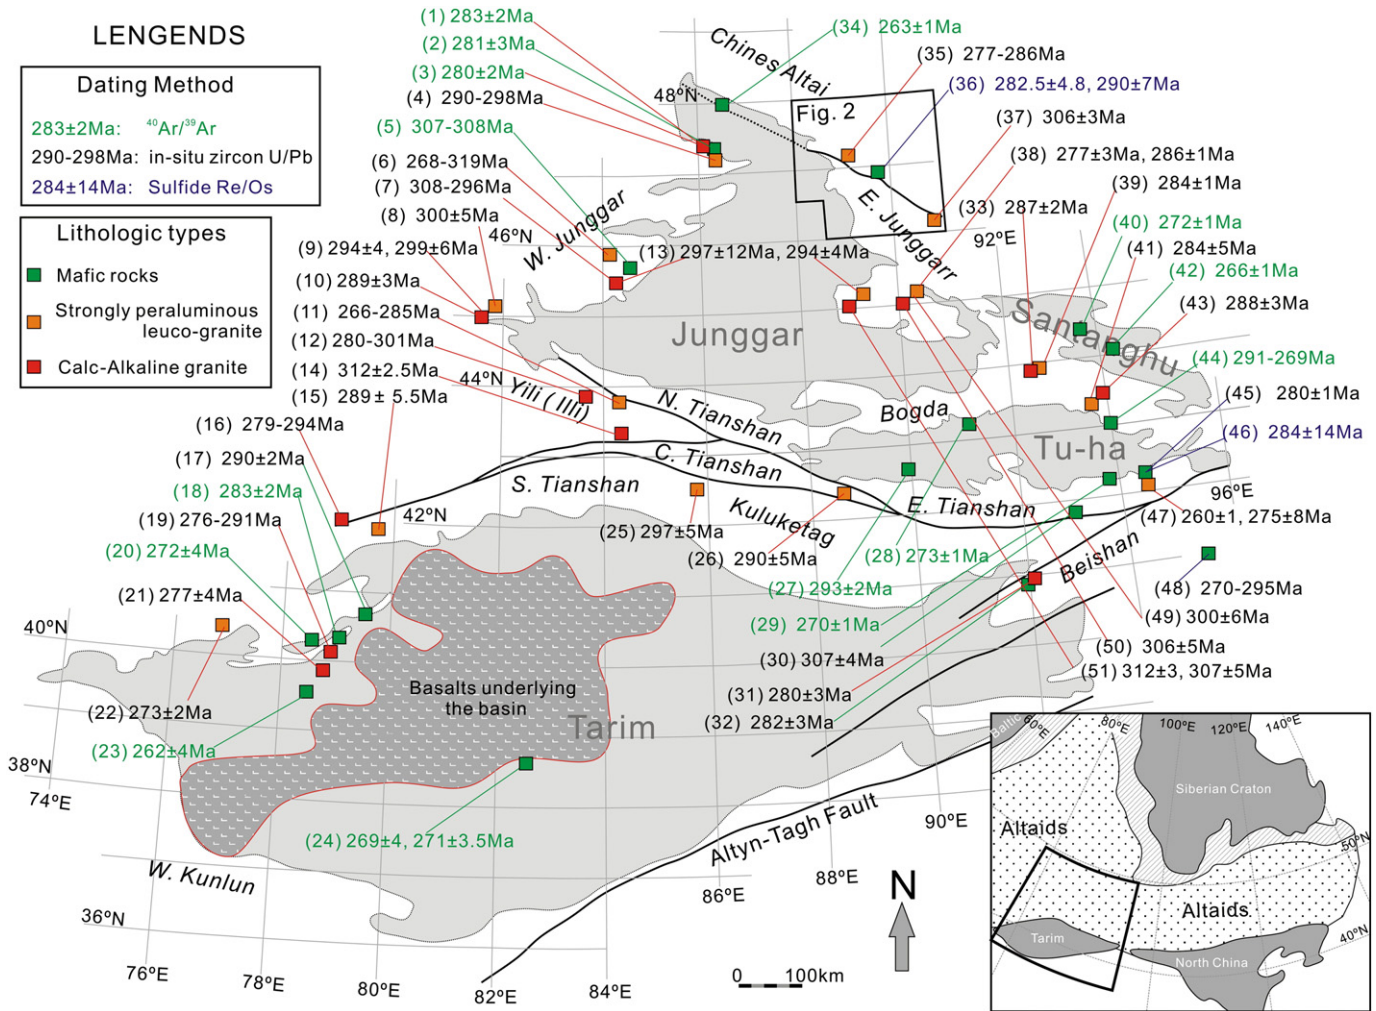 LENGENDS
Dating Method
283±2Ma: ⁴⁰Ar/³⁹Ar
290-298Ma: in-situ zircon U/Pb
284±14Ma: Sulfide Re/Os
Lithologic types
Mafic rocks
Strongly peraluminous
leuco-granite
Calc-Alkaline granite
(1) 283±2Ma
(2) 281±3Ma
(3) 280±2Ma
(4) 290-298Ma
(5) 307-308Ma
(6) 268-319Ma
(7) 308-296Ma
(8) 300±5Ma
(9) 294±4, 299±6Ma
(10) 289±3Ma
(11) 266-285Ma
(12) 280-301Ma
(14) 312±2.5Ma
(15) 289± 5.5Ma
(16) 279-294Ma
(17) 290±2Ma
(18) 283±2Ma
(19) 276-291Ma
(20) 272±4Ma
(21) 277±4Ma
(22) 273±2Ma
(23) 262±4Ma
(24) 269±4, 271±3.5Ma
(13) 297±12Ma, 294±4Ma
(25) 297±5Ma
(26) 290±5Ma
(27) 293±2Ma
(28) 273±1Ma
(29) 270±1Ma
(30) 307±4Ma
(31) 280±3Ma
(32) 282±3Ma
(33) 287±2Ma
(34) 263±1Ma
(35) 277-286Ma
(36) 282.5±4.8, 290±7Ma
(37) 306±3Ma
(38) 277±3Ma, 286±1Ma
(39) 284±1Ma
(40) 272±1Ma
(41) 284±5Ma
(42) 266±1Ma
(43) 288±3Ma
(44) 291-269Ma
(45) 280±1Ma
(46) 284±14Ma
(47) 260±1, 275±8Ma
(48) 270-295Ma
(49) 300±6Ma
(50) 306±5Ma
(51) 312±3, 307±5Ma
Chines Altai
Fig. 2
W. Junggar
E. Junggarr
Junggar
Santanghu
Yili ( Illi)
N. Tianshan
Bogda
Tu-ha
C. Tianshan
S. Tianshan
E. Tianshan
Kuluketag
Beishan
Basalts underlying
the basin
Tarim
Altyn-Tagh Fault
W. Kunlun
48°N
46°N
44°N
42°N
40°N
38°N
36°N
74°E
76°E
78°E
80°E
82°E
84°E
86°E
88°E
90°E
92°E
96°E
N
0 100km
Baltic
60°E
80°E
100°E
120°E
140°E
Siberian Craton
Altaids
50°N
Altaids
40°N
Tarim
North China